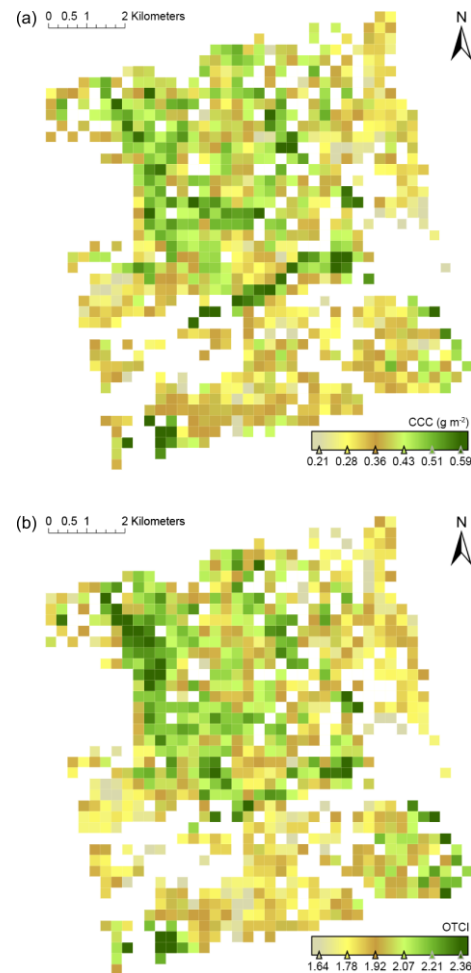 (a) 0 0.5 1 2 Kilometers
N
CCC (g m⁻²)
0.21 0.28 0.36 0.43 0.51 0.59
(b) 0 0.5 1 2 Kilometers
N
OTCI
1.64 1.78 1.92 2.07 2.21 2.36